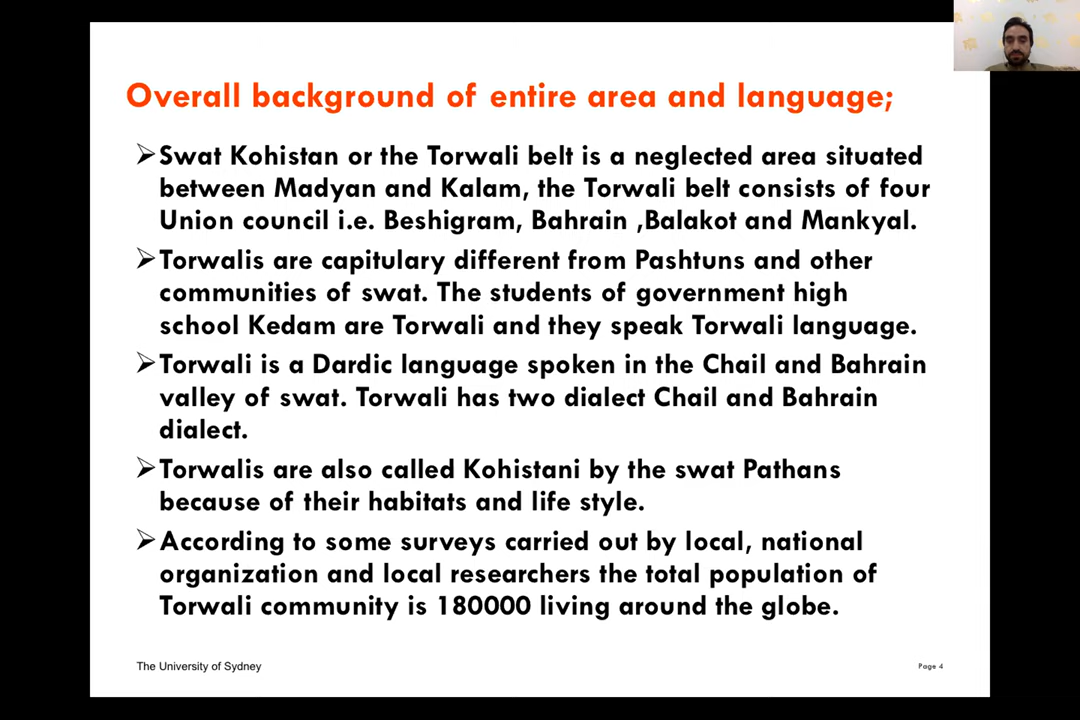 Overall background of entire area and language;
➢Swat Kohistan or the Torwali belt is a neglected area situated
between Madyan and Kalam, the Torwali belt consists of four
Union council i.e. Beshigram, Bahrain ,Balakot and Mankyal.
➢Torwalis are capitulary different from Pashtuns and other
communities of swat. The students of government high
school Kedam are Torwali and they speak Torwali language.
➢Torwali is a Dardic language spoken in the Chail and Bahrain
valley of swat. Torwali has two dialect Chail and Bahrain
dialect.
➢Torwalis are also called Kohistani by the swat Pathans
because of their habitats and life style.
➢According to some surveys carried out by local, national
organization and local researchers the total population of
Torwali community is 180000 living around the globe.
The University of Sydney
Page 4